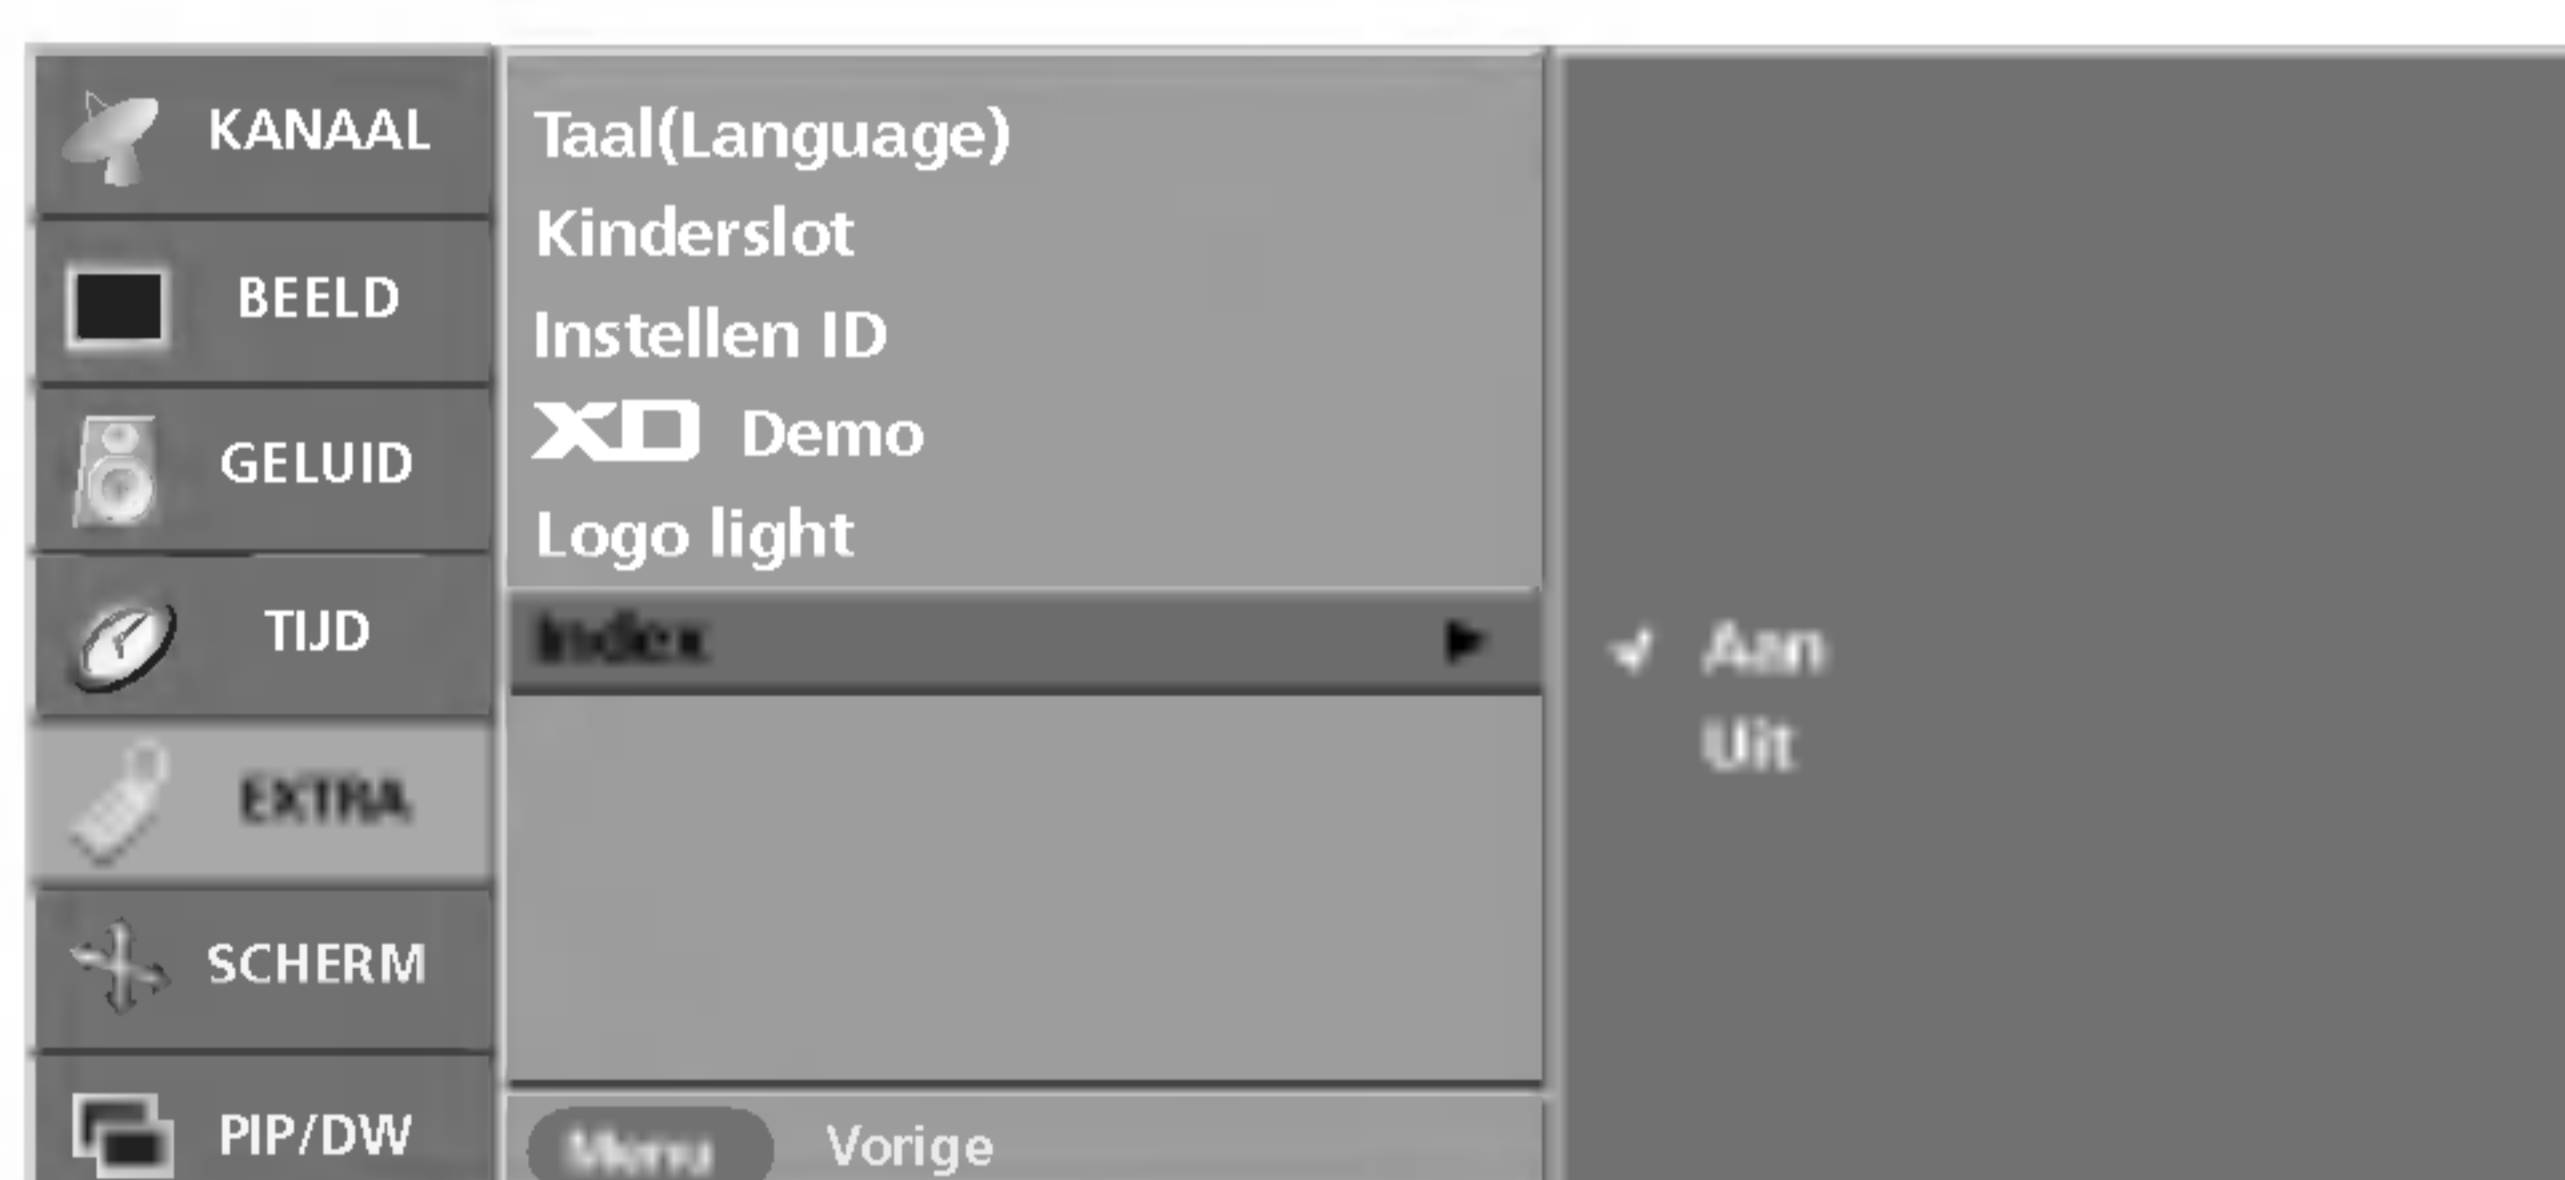 KANAAL
BEELD
GELUID
TIJD
EXTRA
SCHERM
PIP/DW
Taal(Language)
Kinderslot
Instellen ID
XD Demo
Logo light
Index
Menu Vorige
Aan
Uit